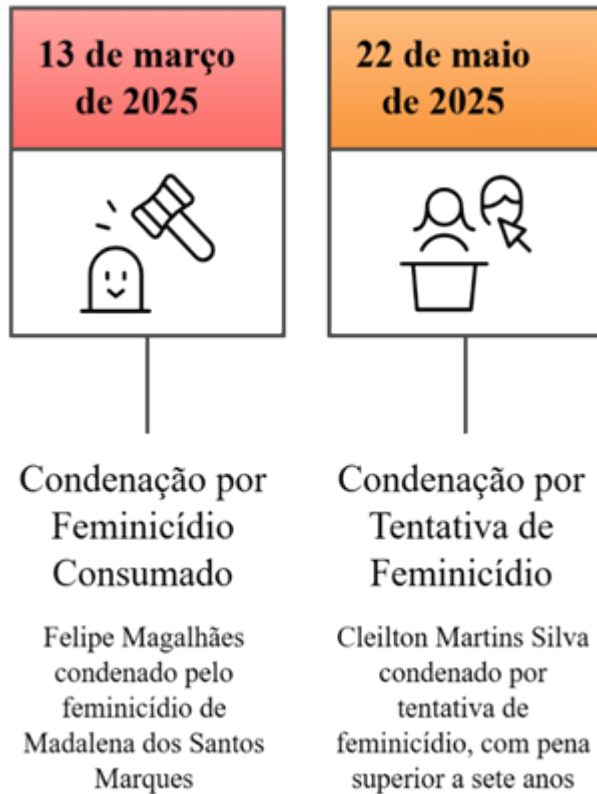 13 de março
de 2025
Condenação por
Feminicídio
Consumado
Felipe Magalhães
condenado pelo
feminicídio de
Madalena dos Santos
Marques
22 de maio
de 2025
Condenação por
Tentativa de
Feminicídio
Cleilton Martins Silva
condenado por
tentativa de
feminicídio, com pena
superior a sete anos